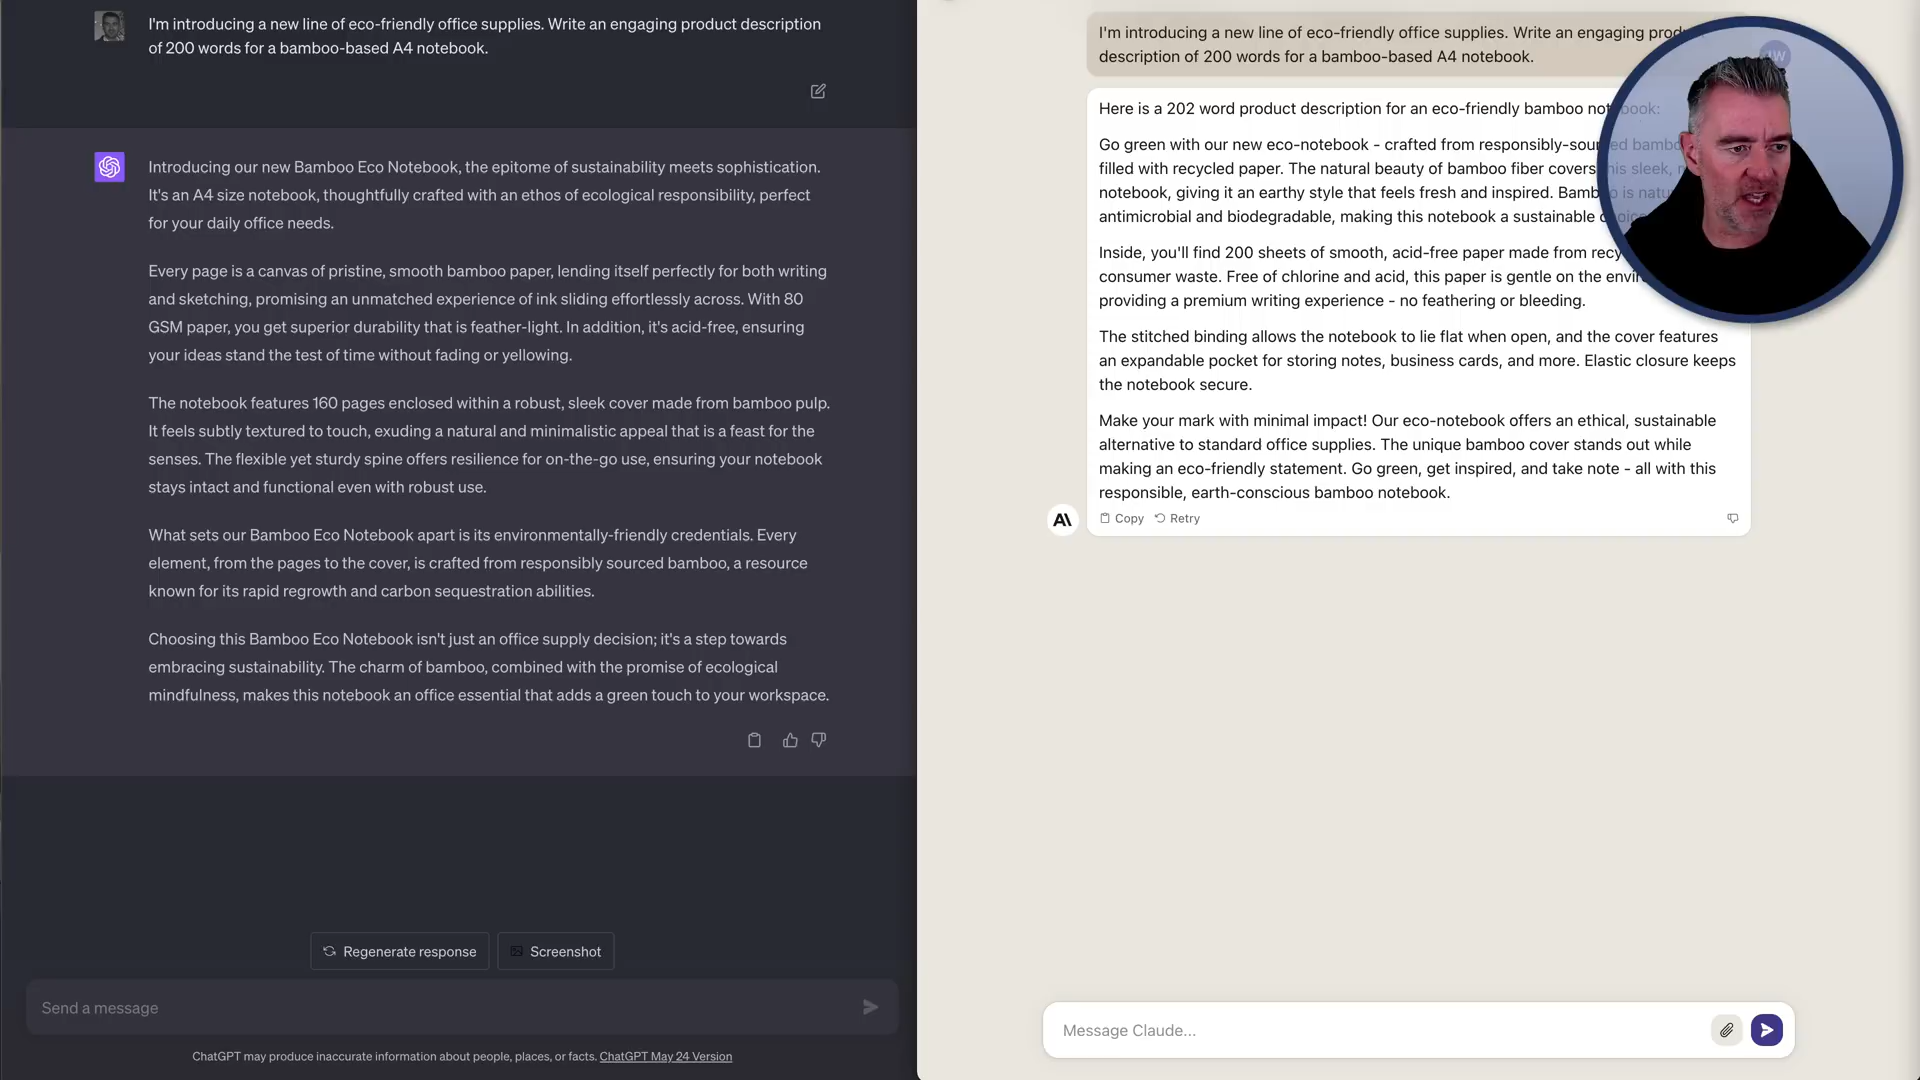 I'm introducing a new line of eco-friendly office supplies. Write an engaging product description
of 200 words for a bamboo-based A4 notebook.
Introducing our new Bamboo Eco Notebook, the epitome of sustainability meets sophistication.
It's an A4 size notebook, thoughtfully crafted with an ethos of ecological responsibility, perfect
for your daily office needs.
Every page is a canvas of pristine, smooth bamboo paper, lending itself perfectly for both writing
and sketching, promising an unmatched experience of ink sliding effortlessly across. With 80
GSM paper, you get superior durability that is feather-light. In addition, it's acid-free, ensuring
your ideas stand the test of time without fading or yellowing.
The notebook features 160 pages enclosed within a robust, sleek cover made from bamboo pulp.
It feels subtly textured to touch, exuding a natural and minimalistic appeal that is a feast for the
senses. The flexible yet sturdy spine offers resilience for on-the-go use, ensuring your notebook
stays intact and functional even with robust use.
What sets our Bamboo Eco Notebook apart is its environmentally-friendly credentials. Every
element, from the pages to the cover, is crafted from responsibly sourced bamboo, a resource
known for its rapid regrowth and carbon sequestration abilities.
Choosing this Bamboo Eco Notebook isn't just an office supply decision; it's a step towards
embracing sustainability. The charm of bamboo, combined with the promise of ecological
mindfulness, makes this notebook an office essential that adds a green touch to your workspace.
Regenerate response
Screenshot
Send a message
ChatGPT may produce inaccurate information about people, places, or facts. ChatGPT May 24 Version
I'm introducing a new line of eco-friendly office supplies. Write an engaging
description of 200 words for a bamboo-based A4 notebook.
Here is a 202 word product description for an eco-friendly bamboo notebook:
Go green with our new eco-notebook - crafted from responsibly-sourced
filled with recycled paper. The natural beauty of bamboo fiber covers this sleek,
notebook, giving it an earthy style that feels fresh and inspired. Bamboo is
antimicrobial and biodegradable, making this notebook a sustainable
Inside, you'll find 200 sheets of smooth, acid-free paper made from
consumer waste. Free of chlorine and acid, this paper is gentle on the
providing a premium writing experience - no feathering or bleeding.
The stitched binding allows the notebook to lie flat when open, and the cover features
an expandable pocket for storing notes, business cards, and more. Elastic closure keeps
the notebook secure.
Make your mark with minimal impact! Our eco-notebook offers an ethical, sustainable
alternative to standard office supplies. The unique bamboo cover stands out while
making an eco-friendly statement. Go green, get inspired, and take note - all with this
responsible, earth-conscious bamboo notebook.
Copy Retry
Message Claude...